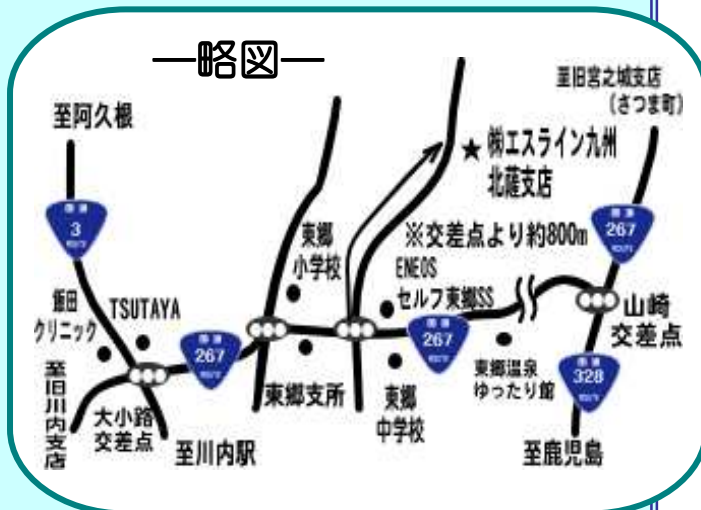 ―略図―
至旧宮之城支店
(さつま町)
至阿久根
★ ㈱エスライン九州
北薩支店
国道
3
ROUTE
東郷
小学校
※交差点より約800m
国道
267
ROUTE
ENEOS
セルフ東郷SS
飯田
クリニック
TSUTAYA
山崎
交差点
国道
267
ROUTE
国道
267
ROUTE
東郷温泉
ゆったり館
国道
328
ROUTE
至旧川内支店
大小路
交差点
東郷支所
東郷
中学校
至川内駅
至鹿児島